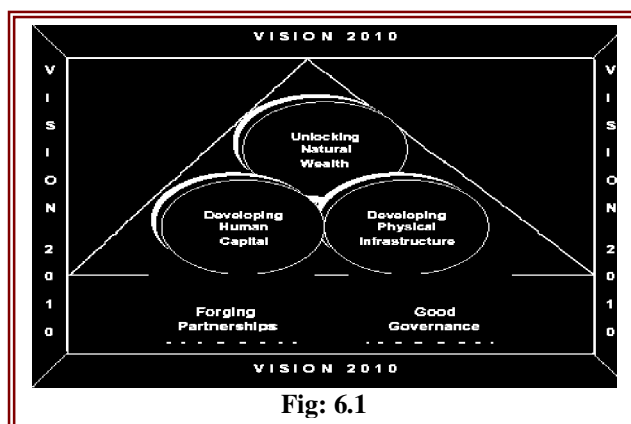 VISION 2010
VISION 2010
Unlocking
Natural
Wealth
Developing
Human
Capital
Developing
Physical
Infrastructure
VISION 2010
Forging
Partnerships
Good
Governance
VISION 2010
Fig: 6.1